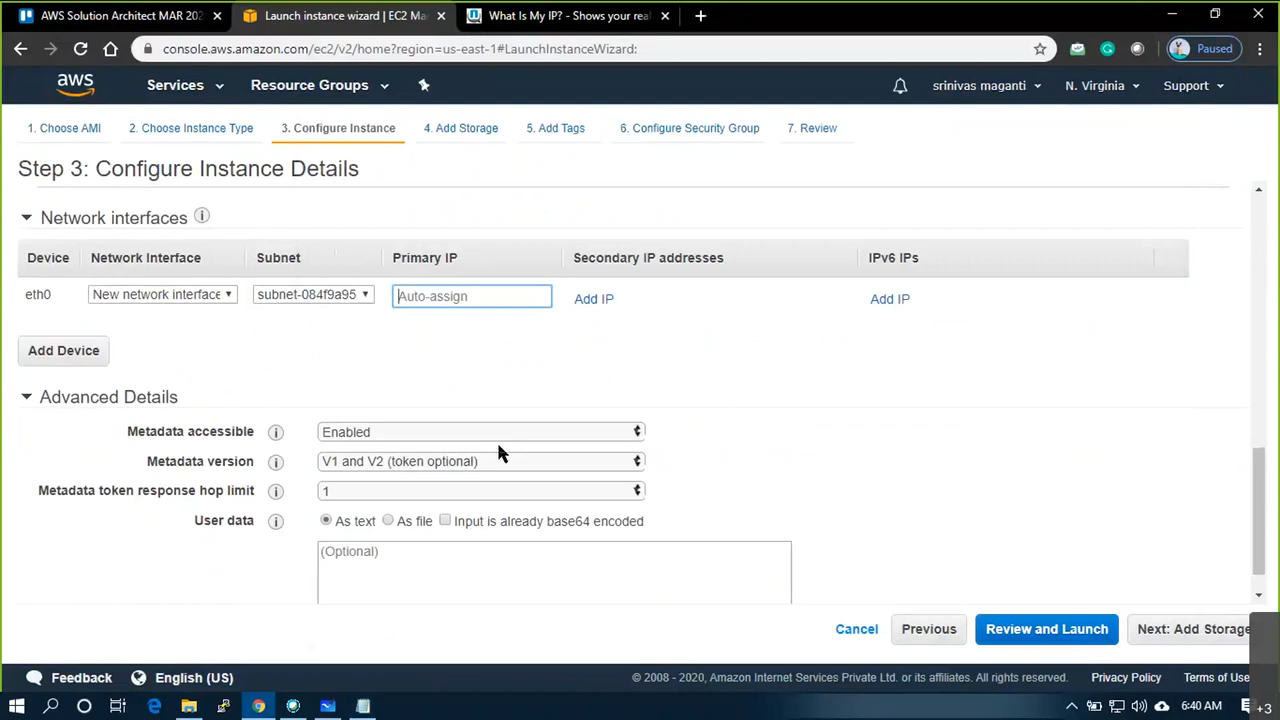 AWS Solution Architect MAR 202
Launch instance wizard | EC2 Ma
What Is My IP? - Shows your real
console.aws.amazon.com/ec2/v2/home?region=us-east-1#LaunchInstanceWizard:
Paused
aws
Services
Resource Groups
srinivas maganti
N. Virginia
Support
1. Choose AMI
2. Choose Instance Type
3. Configure Instance
4. Add Storage
5. Add Tags
6. Configure Security Group
7. Review
Step 3: Configure Instance Details
Network interfaces
Device Network Interface Subnet Primary IP Secondary IP addresses IPv6 IPs
eth0 New network interface subnet-084f9a95 Auto-assign Add IP Add IP
Add Device
Advanced Details
Metadata accessible Enabled
Metadata version V1 and V2 (token optional)
Metadata token response hop limit 1
User data As text As file Input is already base64 encoded
(Optional)
Cancel Previous Review and Launch Next: Add Storage
Feedback English (US) © 2008 - 2020, Amazon Internet Services Private Ltd. or its affiliates. All rights reserved. Privacy Policy Terms of Use
6:40 AM
+3